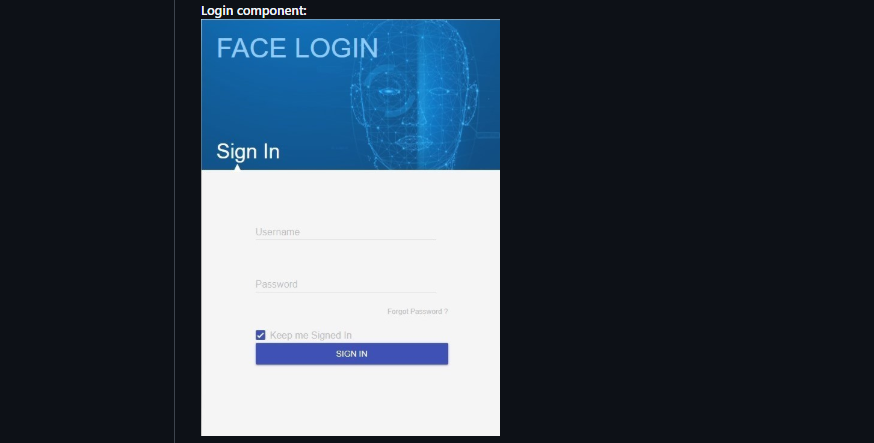 Login component:
FACE LOGIN
Sign In
Username
Password
Forgot Password ?
Keep me Signed In
SIGN IN